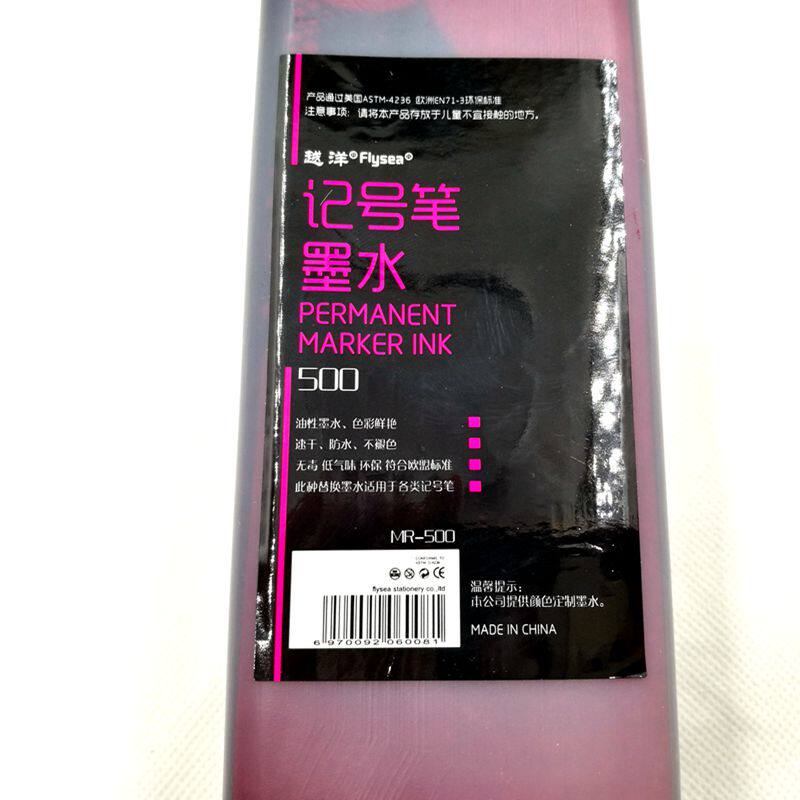 产品通过美国ASTM-4236 欧洲EN71-3环保标准
注意事项：请将本产品存放于儿童不宜接触的地方。
越洋®Flysea®
记号笔
墨水
PERMANENT
MARKER INK
500
油性墨水、色彩鲜艳
速干、防水、不褪色
无毒 低气味 环保 符合欧盟标准
此种替换墨水适用于各类记号笔
MR-500
CONFORMS TO
flysea stationery co.,ltd
6 970092 060081
温馨提示：
本公司提供颜色定制墨水。
MADE IN CHINA